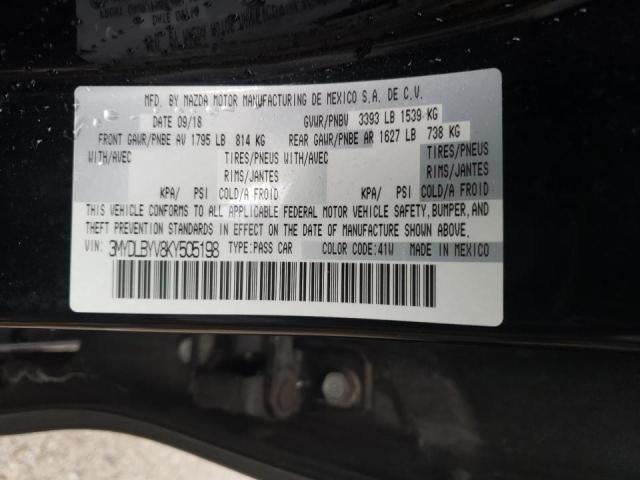 MFD. BY MAZDA MOTOR MANUFACTURING DE MEXICO S.A. DE C.V.
DATE 09/18 GVWR/PNBV 3393 LB 1539 KG
FRONT GAWR/PNBE AV 1795 LB 814 KG REAR GAWR/PNBE AR 1627 LB 738 KG
WITH/AVEC TIRES/PNEUS WITH/AVEC TIRES/PNEUS
RIMS/JANTES RIMS/JANTES
KPA/ PSI COLD/A FROID KPA/ PSI COLD/A FROID
THIS VEHICLE CONFORMS TO ALL APPLICABLE FEDERAL MOTOR VEHICLE SAFETY, BUMPER, AND
THEFT PREVENTION STANDARDS IN EFFECT ON THE DATE OF MANUFACTURE SHOWN ABOVE.
VIN: 3MYDLBYV8KY505198 TYPE: PASS CAR COLOR CODE: 41W MADE IN MEXICO